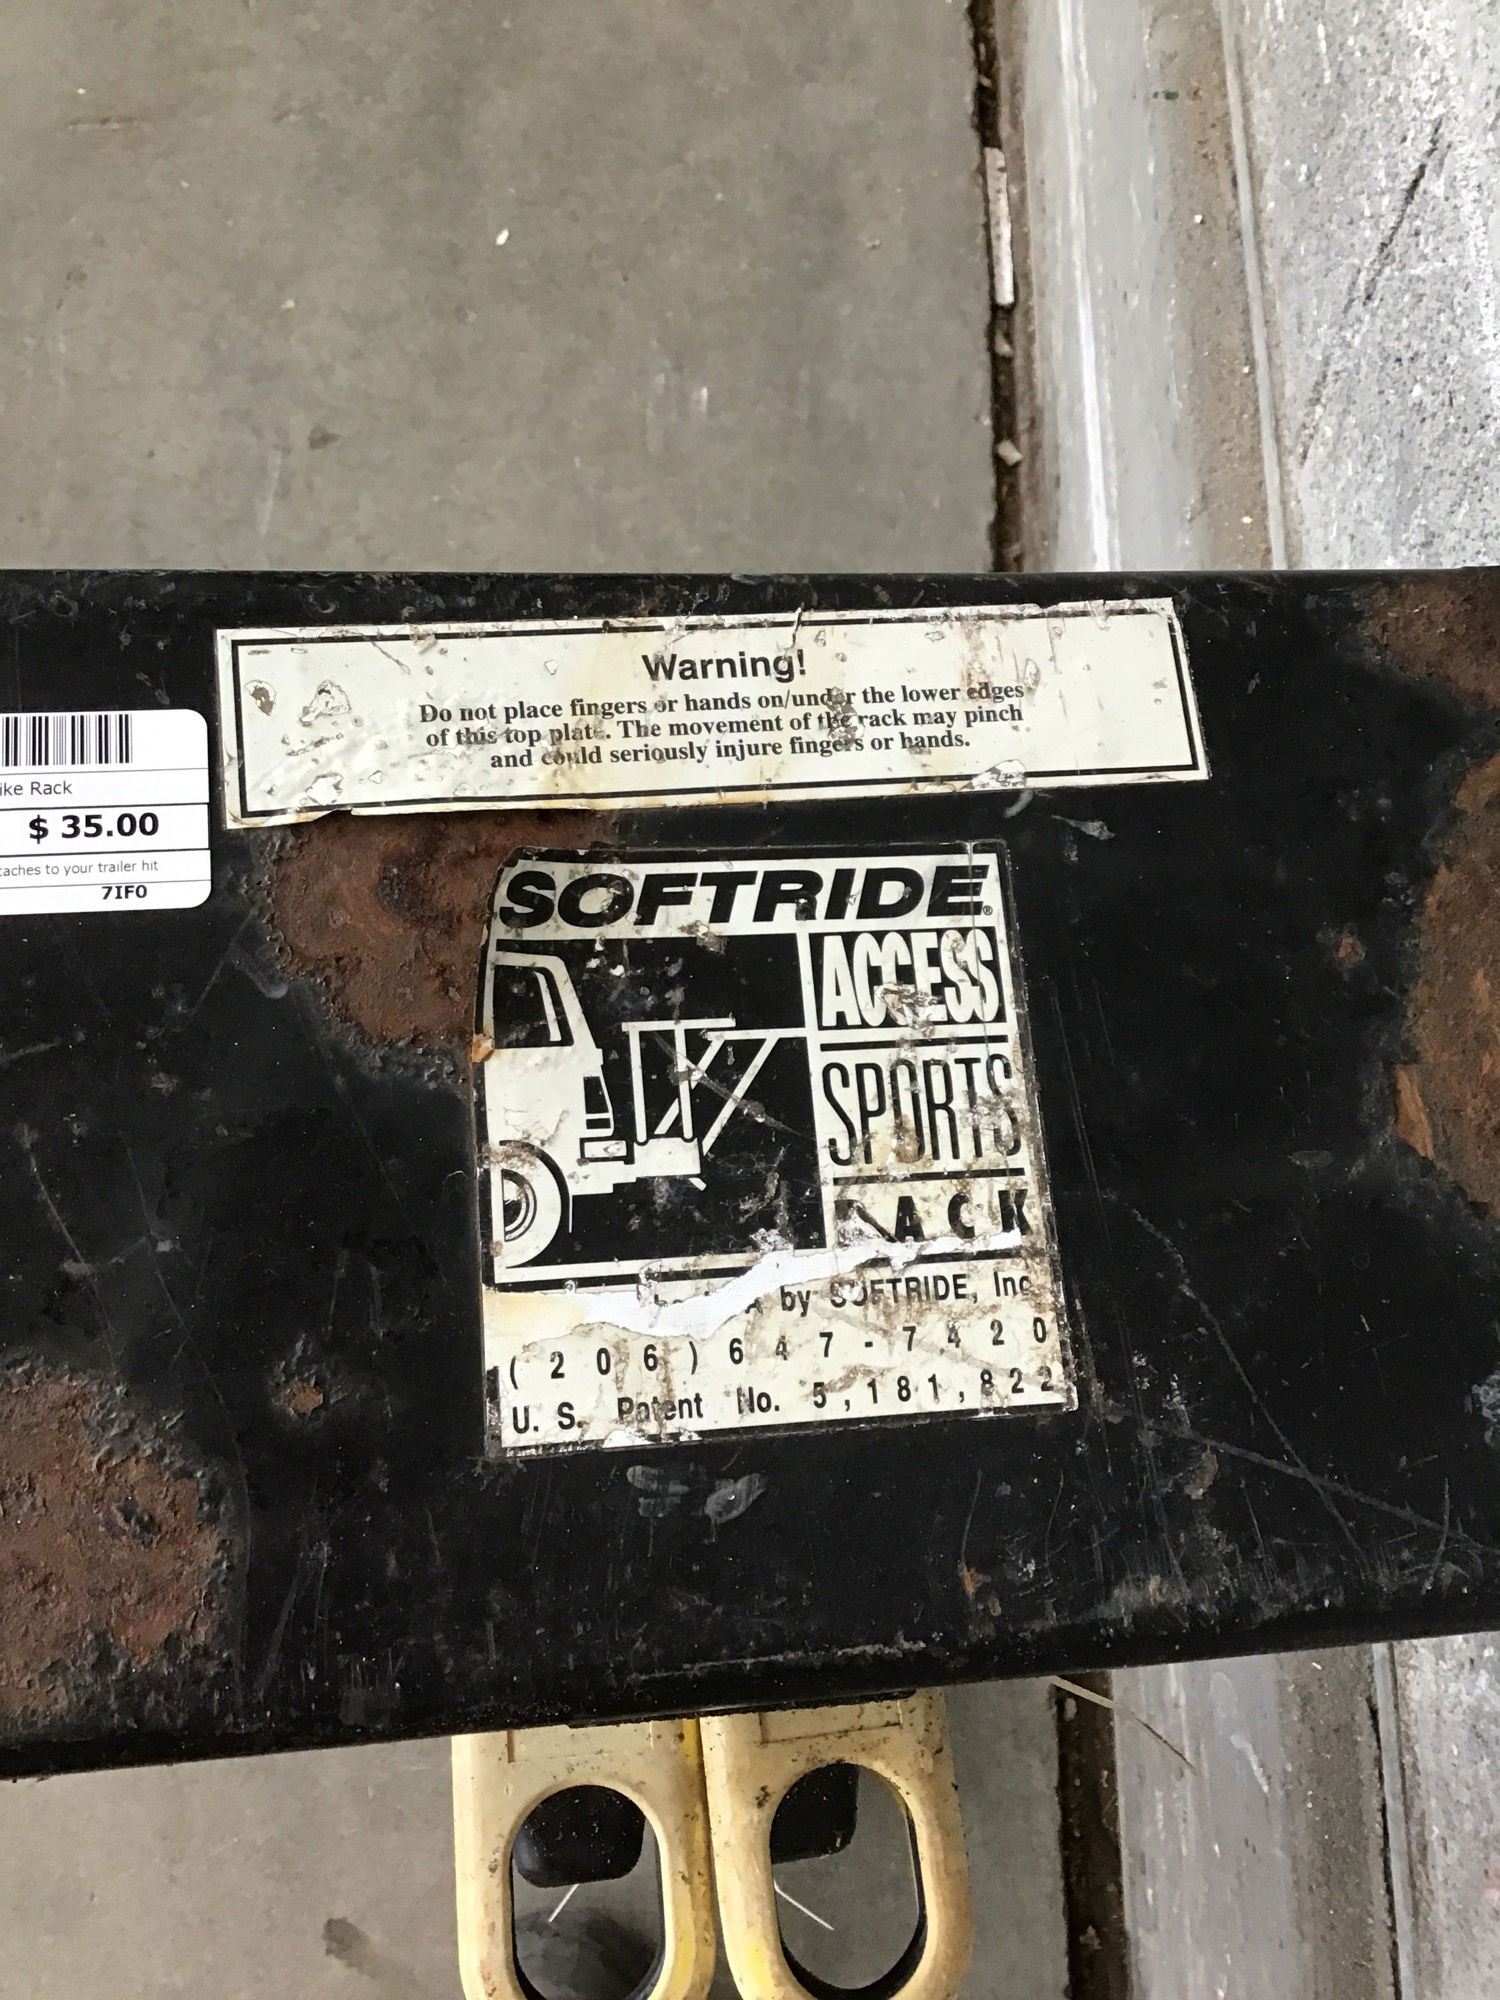 Warning!
Do not place fingers or hands on/under the lower edges
of this top plate. The movement of the rack may pinch
and could seriously injure fingers or hands.
ike Rack
$ 35.00
taches to your trailer hit
7IF0
SOFTRIDE®
ACCESS
SPORTS
RACK
by SOFTRIDE, Inc
(206)647-7420
U.S. Patent No. 5,181,822